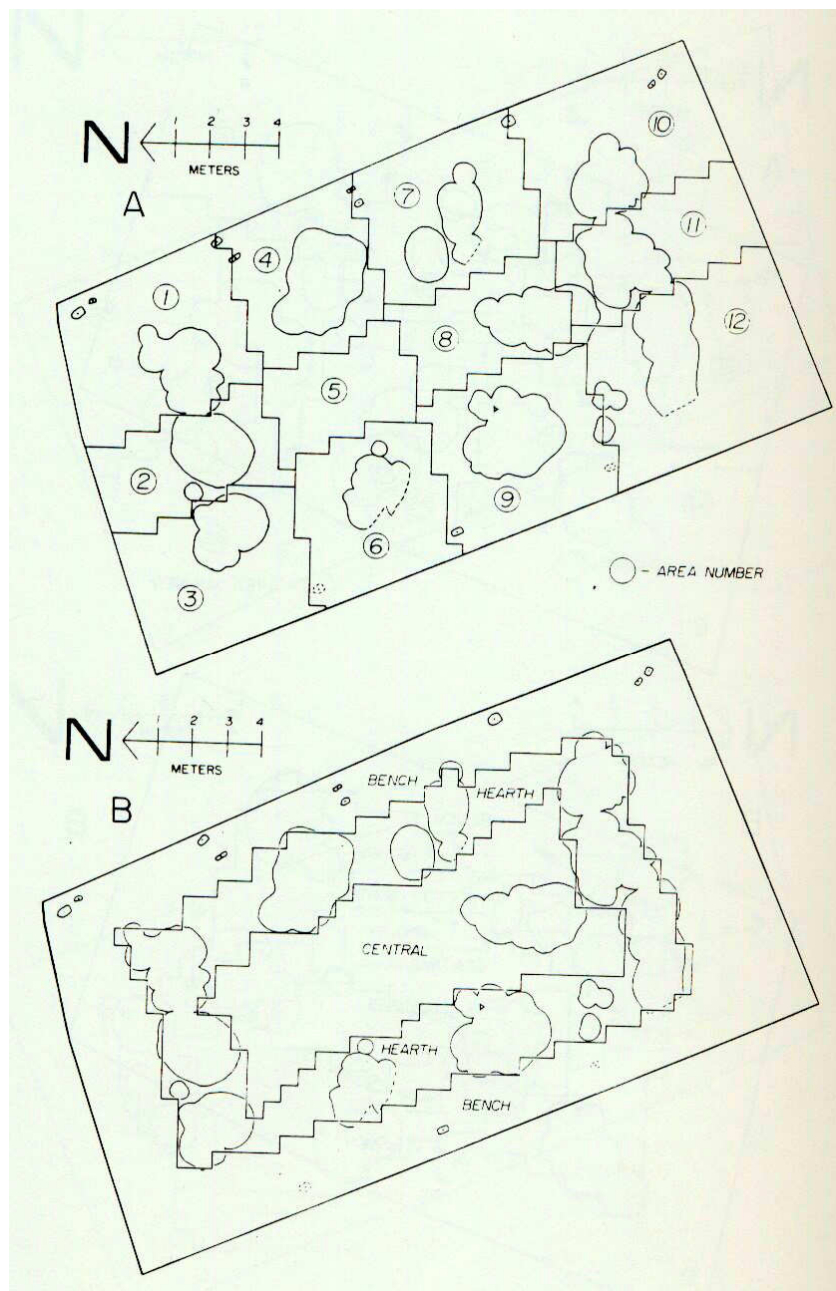 N
1 2 3 4
METERS
A
10
7
11
4
1
12
8
5
2
9
6
3
○ - AREA NUMBER
N
1 2 3 4
METERS
B
BENCH
HEARTH
CENTRAL
HEARTH
BENCH